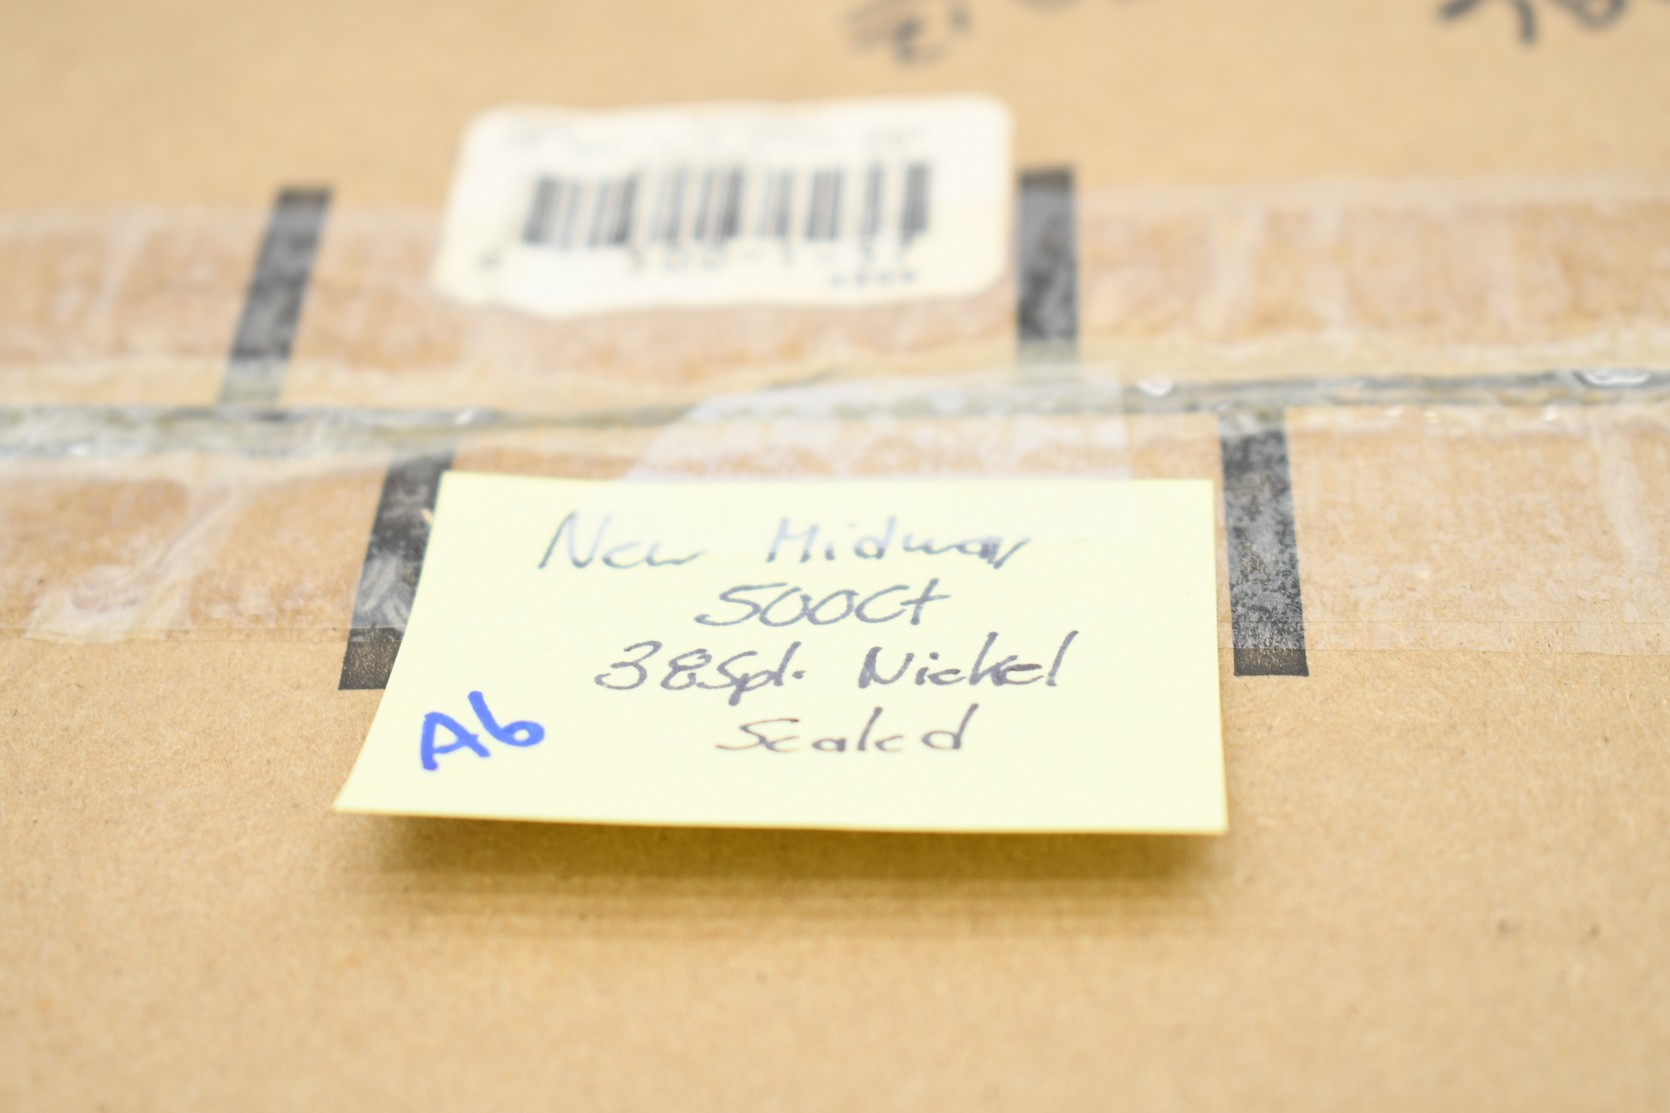 New Midway
500Ct
38Spl. Nickel
Sealed
A6